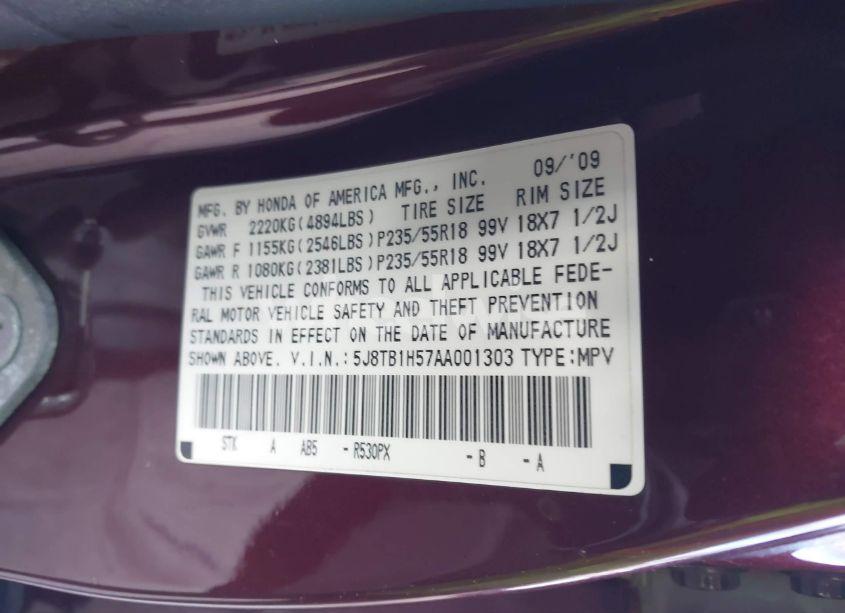 MFG. BY HONDA OF AMERICA MFG., INC. 09/'09
GVWR 2220KG(4894LBS) TIRE SIZE RIM SIZE
GAWR F 1155KG(2546LBS)P235/55R18 99V 18X7 1/2J
GAWR R 1080KG(2381LBS)P235/55R18 99V 18X7 1/2J
THIS VEHICLE CONFORMS TO ALL APPLICABLE FEDE-
RAL MOTOR VEHICLE SAFETY AND THEFT PREVENTION
STANDARDS IN EFFECT ON THE DATE OF MANUFACTURE
SHOWN ABOVE. V.I.N.:5J8TB1H57AA001303 TYPE:MPV
STK A AB5 -R530PX -B -A